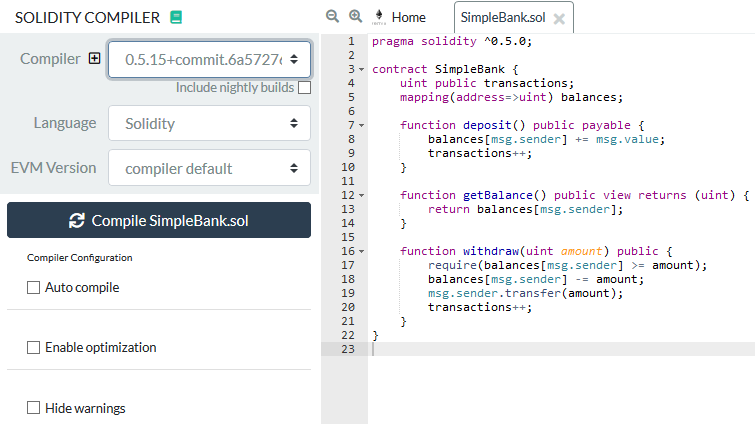 SOLIDITY COMPILER
Compiler
0.5.15+commit.6a5727
Include nightly builds
Language
Solidity
EVM Version
compiler default
Compile SimpleBank.sol
Compiler Configuration
Auto compile
Enable optimization
Hide warnings
Home
SimpleBank.sol
1 pragma solidity ^0.5.0;
2
3 contract SimpleBank {
4 uint public transactions;
5 mapping(address=>uint) balances;
6
7 function deposit() public payable {
8 balances[msg.sender] += msg.value;
9 transactions++;
10 }
11
12 function getBalance() public view returns (uint) {
13 return balances[msg.sender];
14 }
15
16 function withdraw(uint amount) public {
17 require(balances[msg.sender] >= amount);
18 balances[msg.sender] -= amount;
19 msg.sender.transfer(amount);
20 transactions++;
21 }
22 }
23